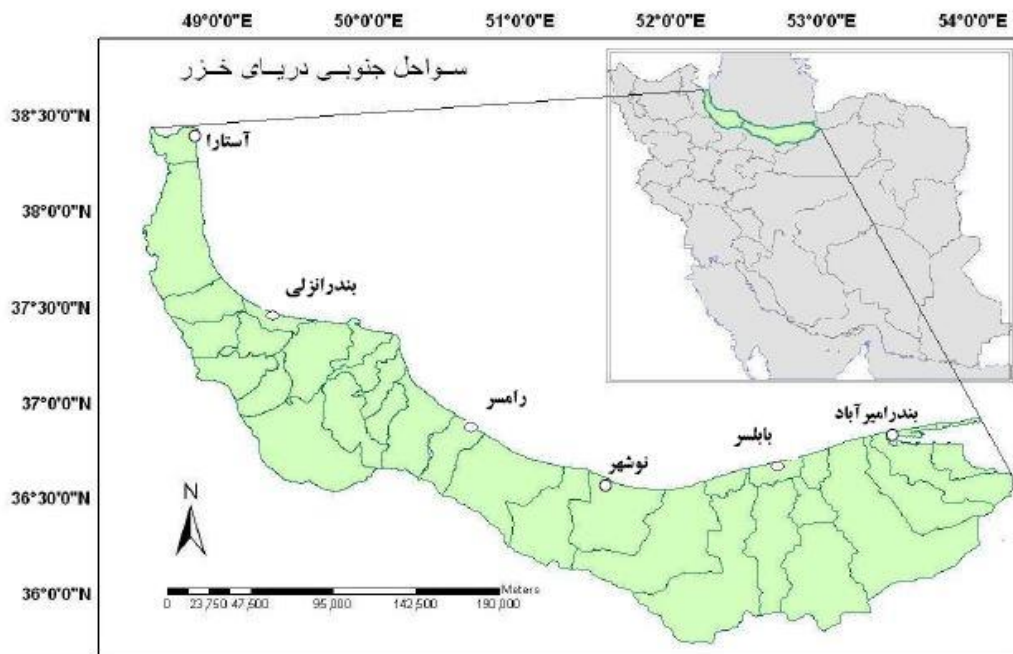 49°0'0"E 50°0'0"E 51°0'0"E 52°0'0"E 53°0'0"E 54°0'0"E
سواحل جنوبی دریای خزر
38°30'0"N
آستارا
38°0'0"N
بندرانزلی
37°30'0"N
37°0'0"N
رامسر
بندرامیرآباد
بابلسر
نوشهر
36°30'0"N
N
36°0'0"N
Meters
0 23,750 47,500 95,000 142,500 190,000